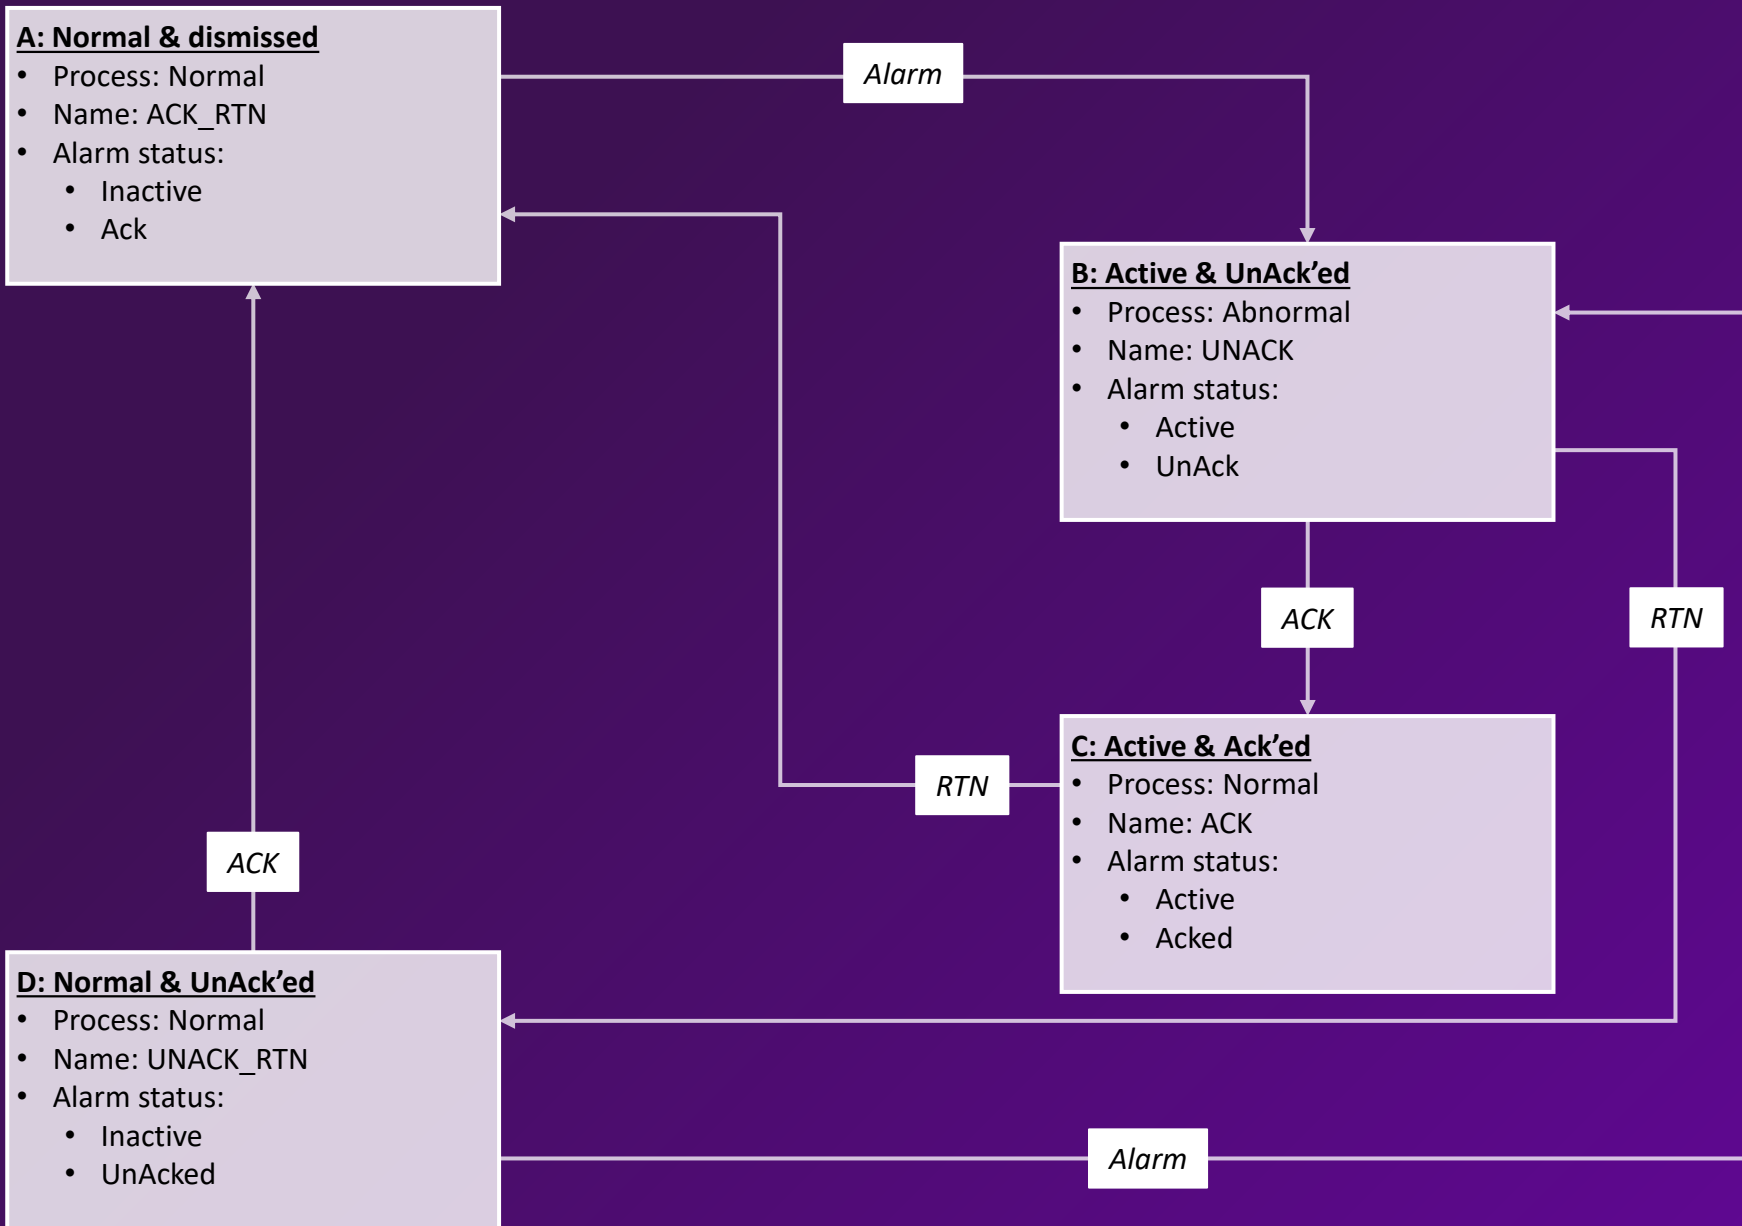 A: Normal & dismissed
• Process: Normal
• Name: ACK_RTN
• Alarm status:
• Inactive
• Ack
Alarm
B: Active & UnAck’ed
• Process: Abnormal
• Name: UNACK
• Alarm status:
• Active
• UnAck
ACK
RTN
C: Active & Ack’ed
• Process: Normal
• Name: ACK
• Alarm status:
• Active
• Acked
RTN
ACK
D: Normal & UnAck’ed
• Process: Normal
• Name: UNACK_RTN
• Alarm status:
• Inactive
• UnAcked
Alarm